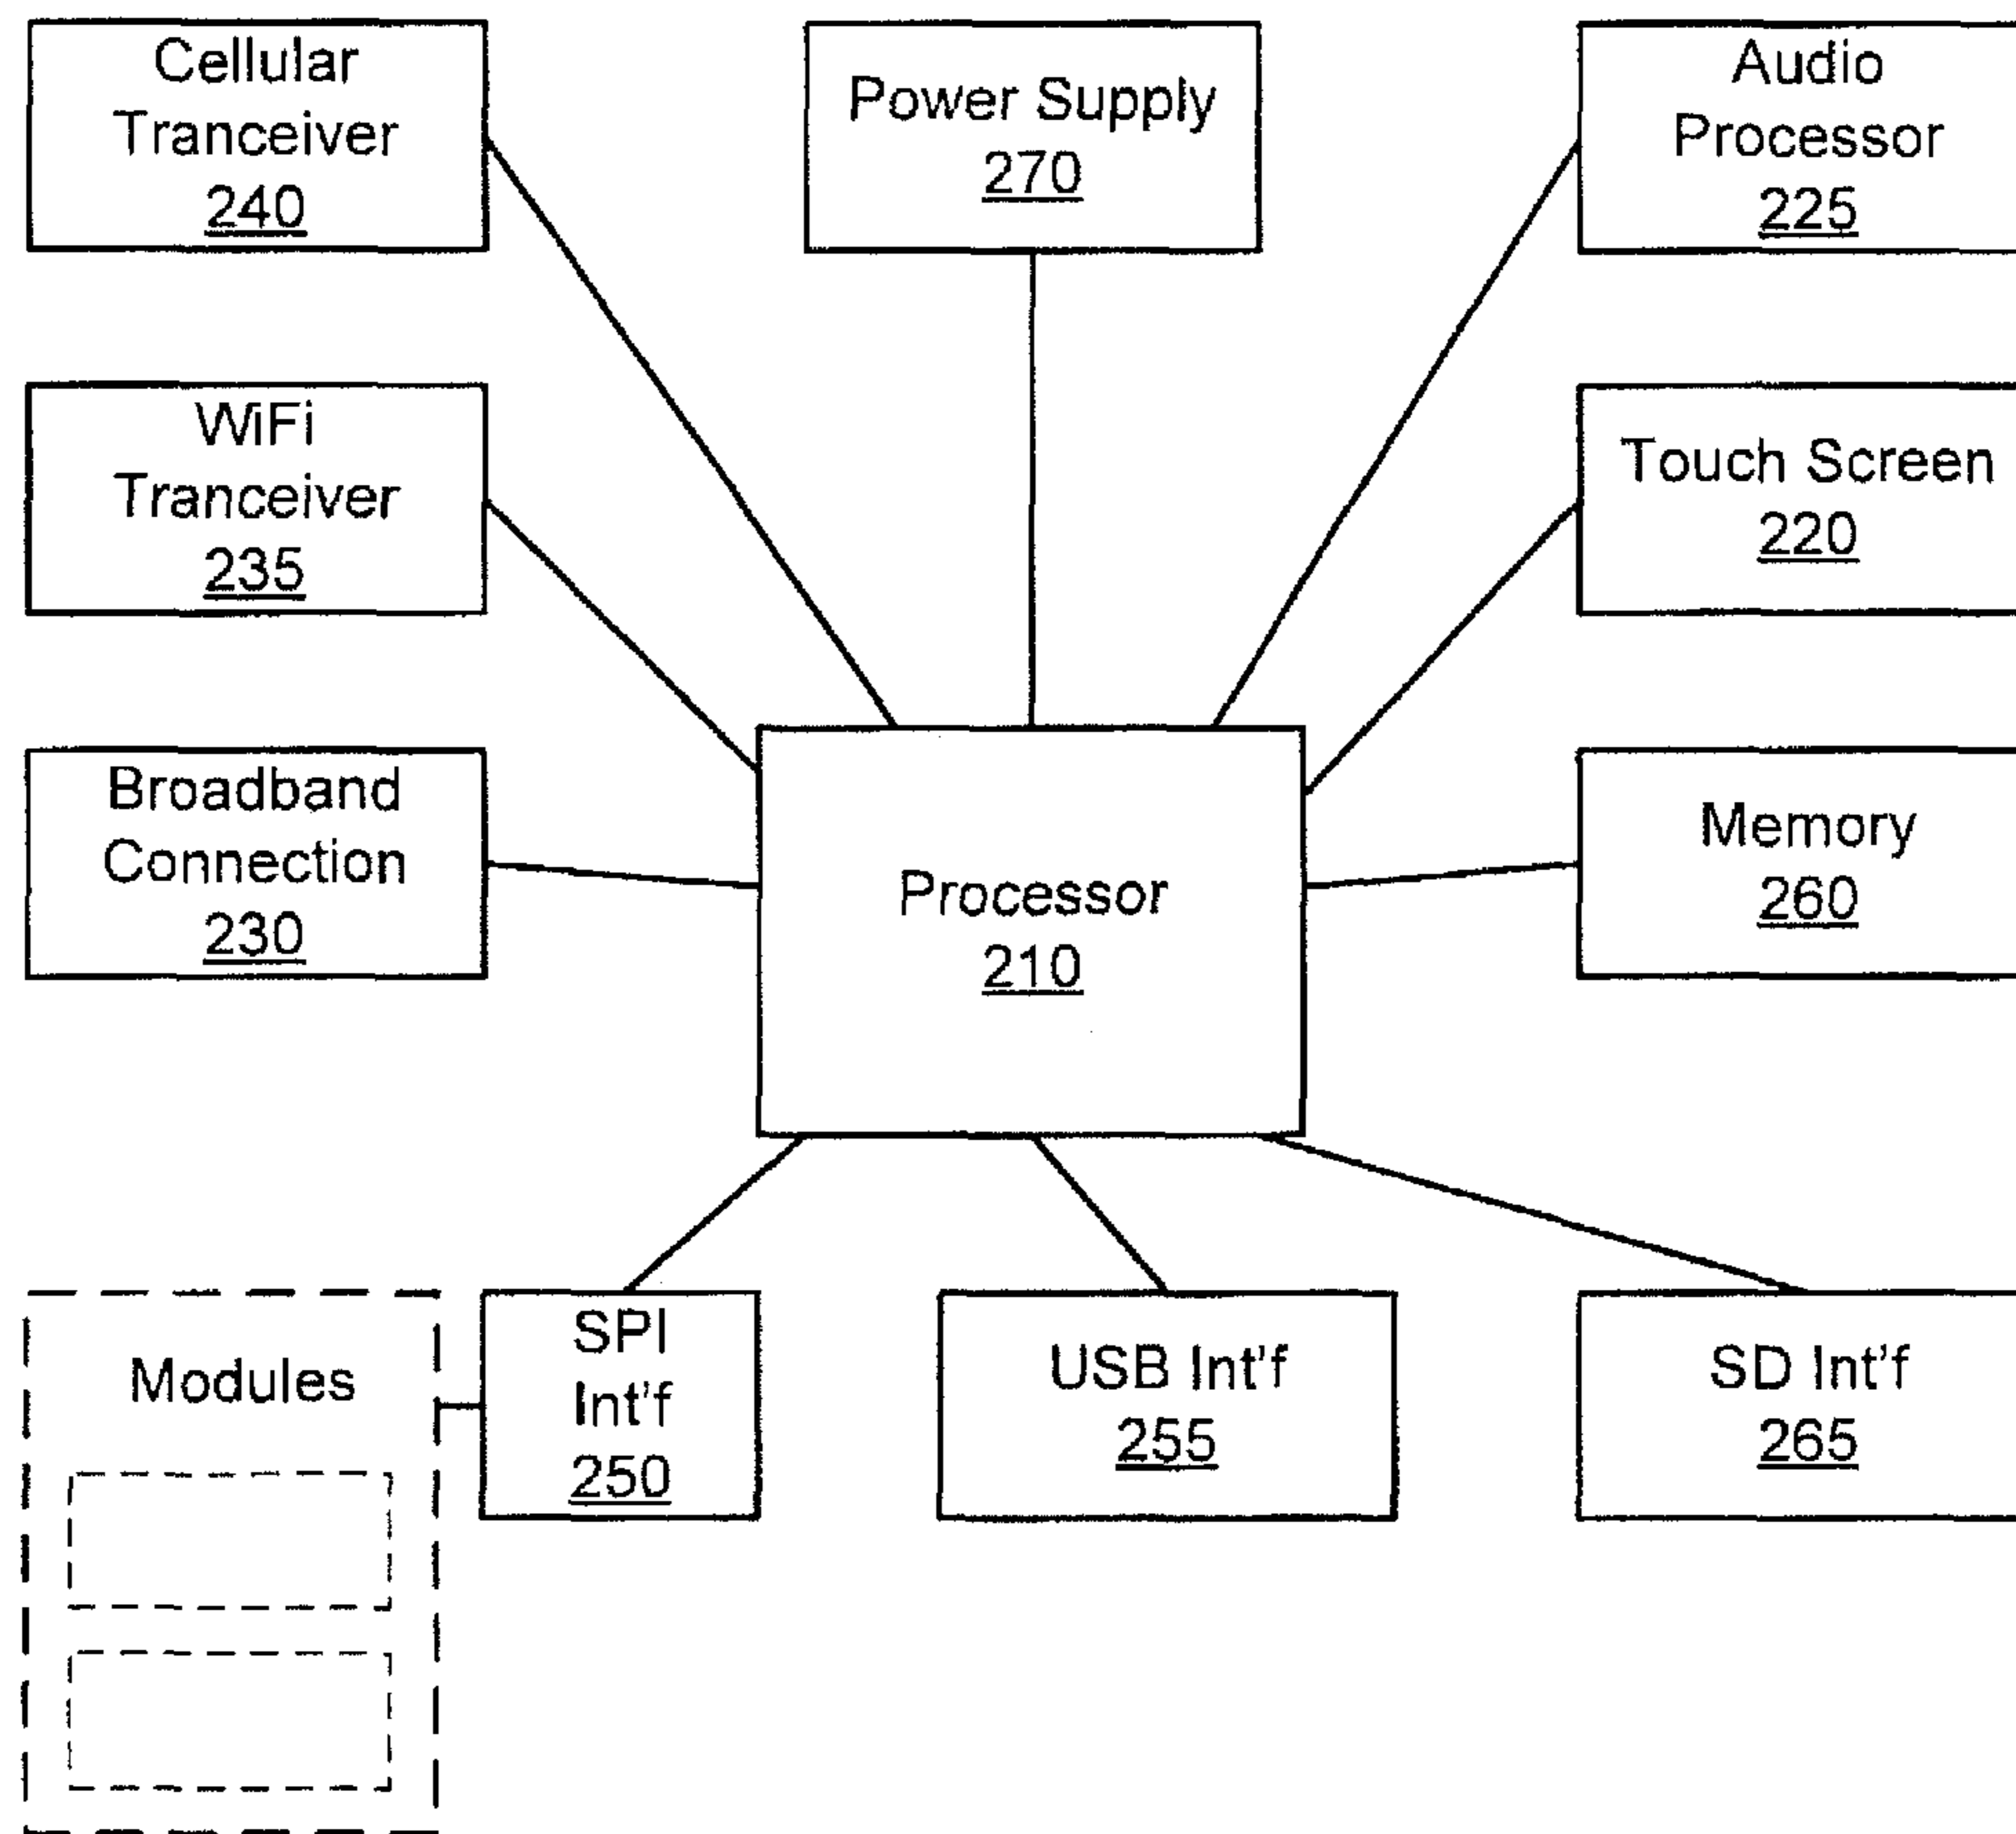 Cellular
Tranceiver
240
Power Supply
270
Audio
Processor
225
WiFi
Tranceiver
235
Touch Screen
220
Broadband
Connection
230
Processor
210
Memory
260
Modules
SPI
Int'f
250
USB Int'f
255
SD Int'f
265